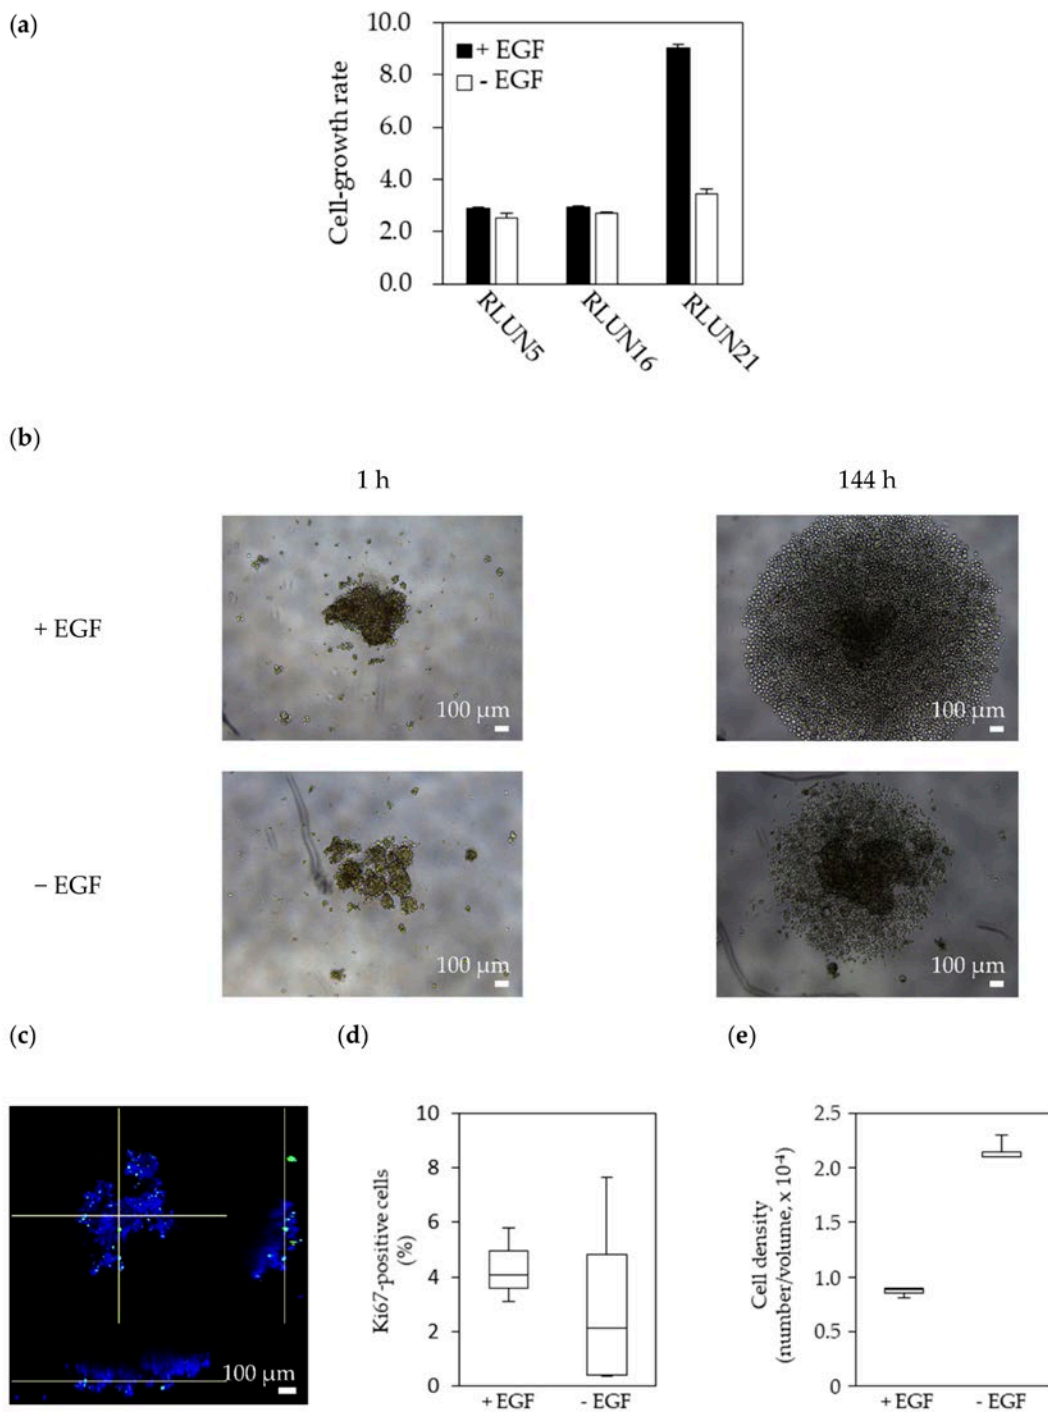 (a)
10.0
8.0
6.0
4.0
2.0
0.0
Cell-growth rate
+ EGF
- EGF
RLUN5
RLUN16
RLUN21
(b)
1 h
144 h
+ EGF
100 µm
100 µm
− EGF
100 µm
100 µm
(c)
(d)
(e)
100 µm
10
8
6
4
2
0
Ki67-positive cells
(%)
+ EGF
- EGF
2.5
2.0
1.5
1.0
0.5
0
Cell density
(number/volume, x 10⁻⁴)
+ EGF
- EGF